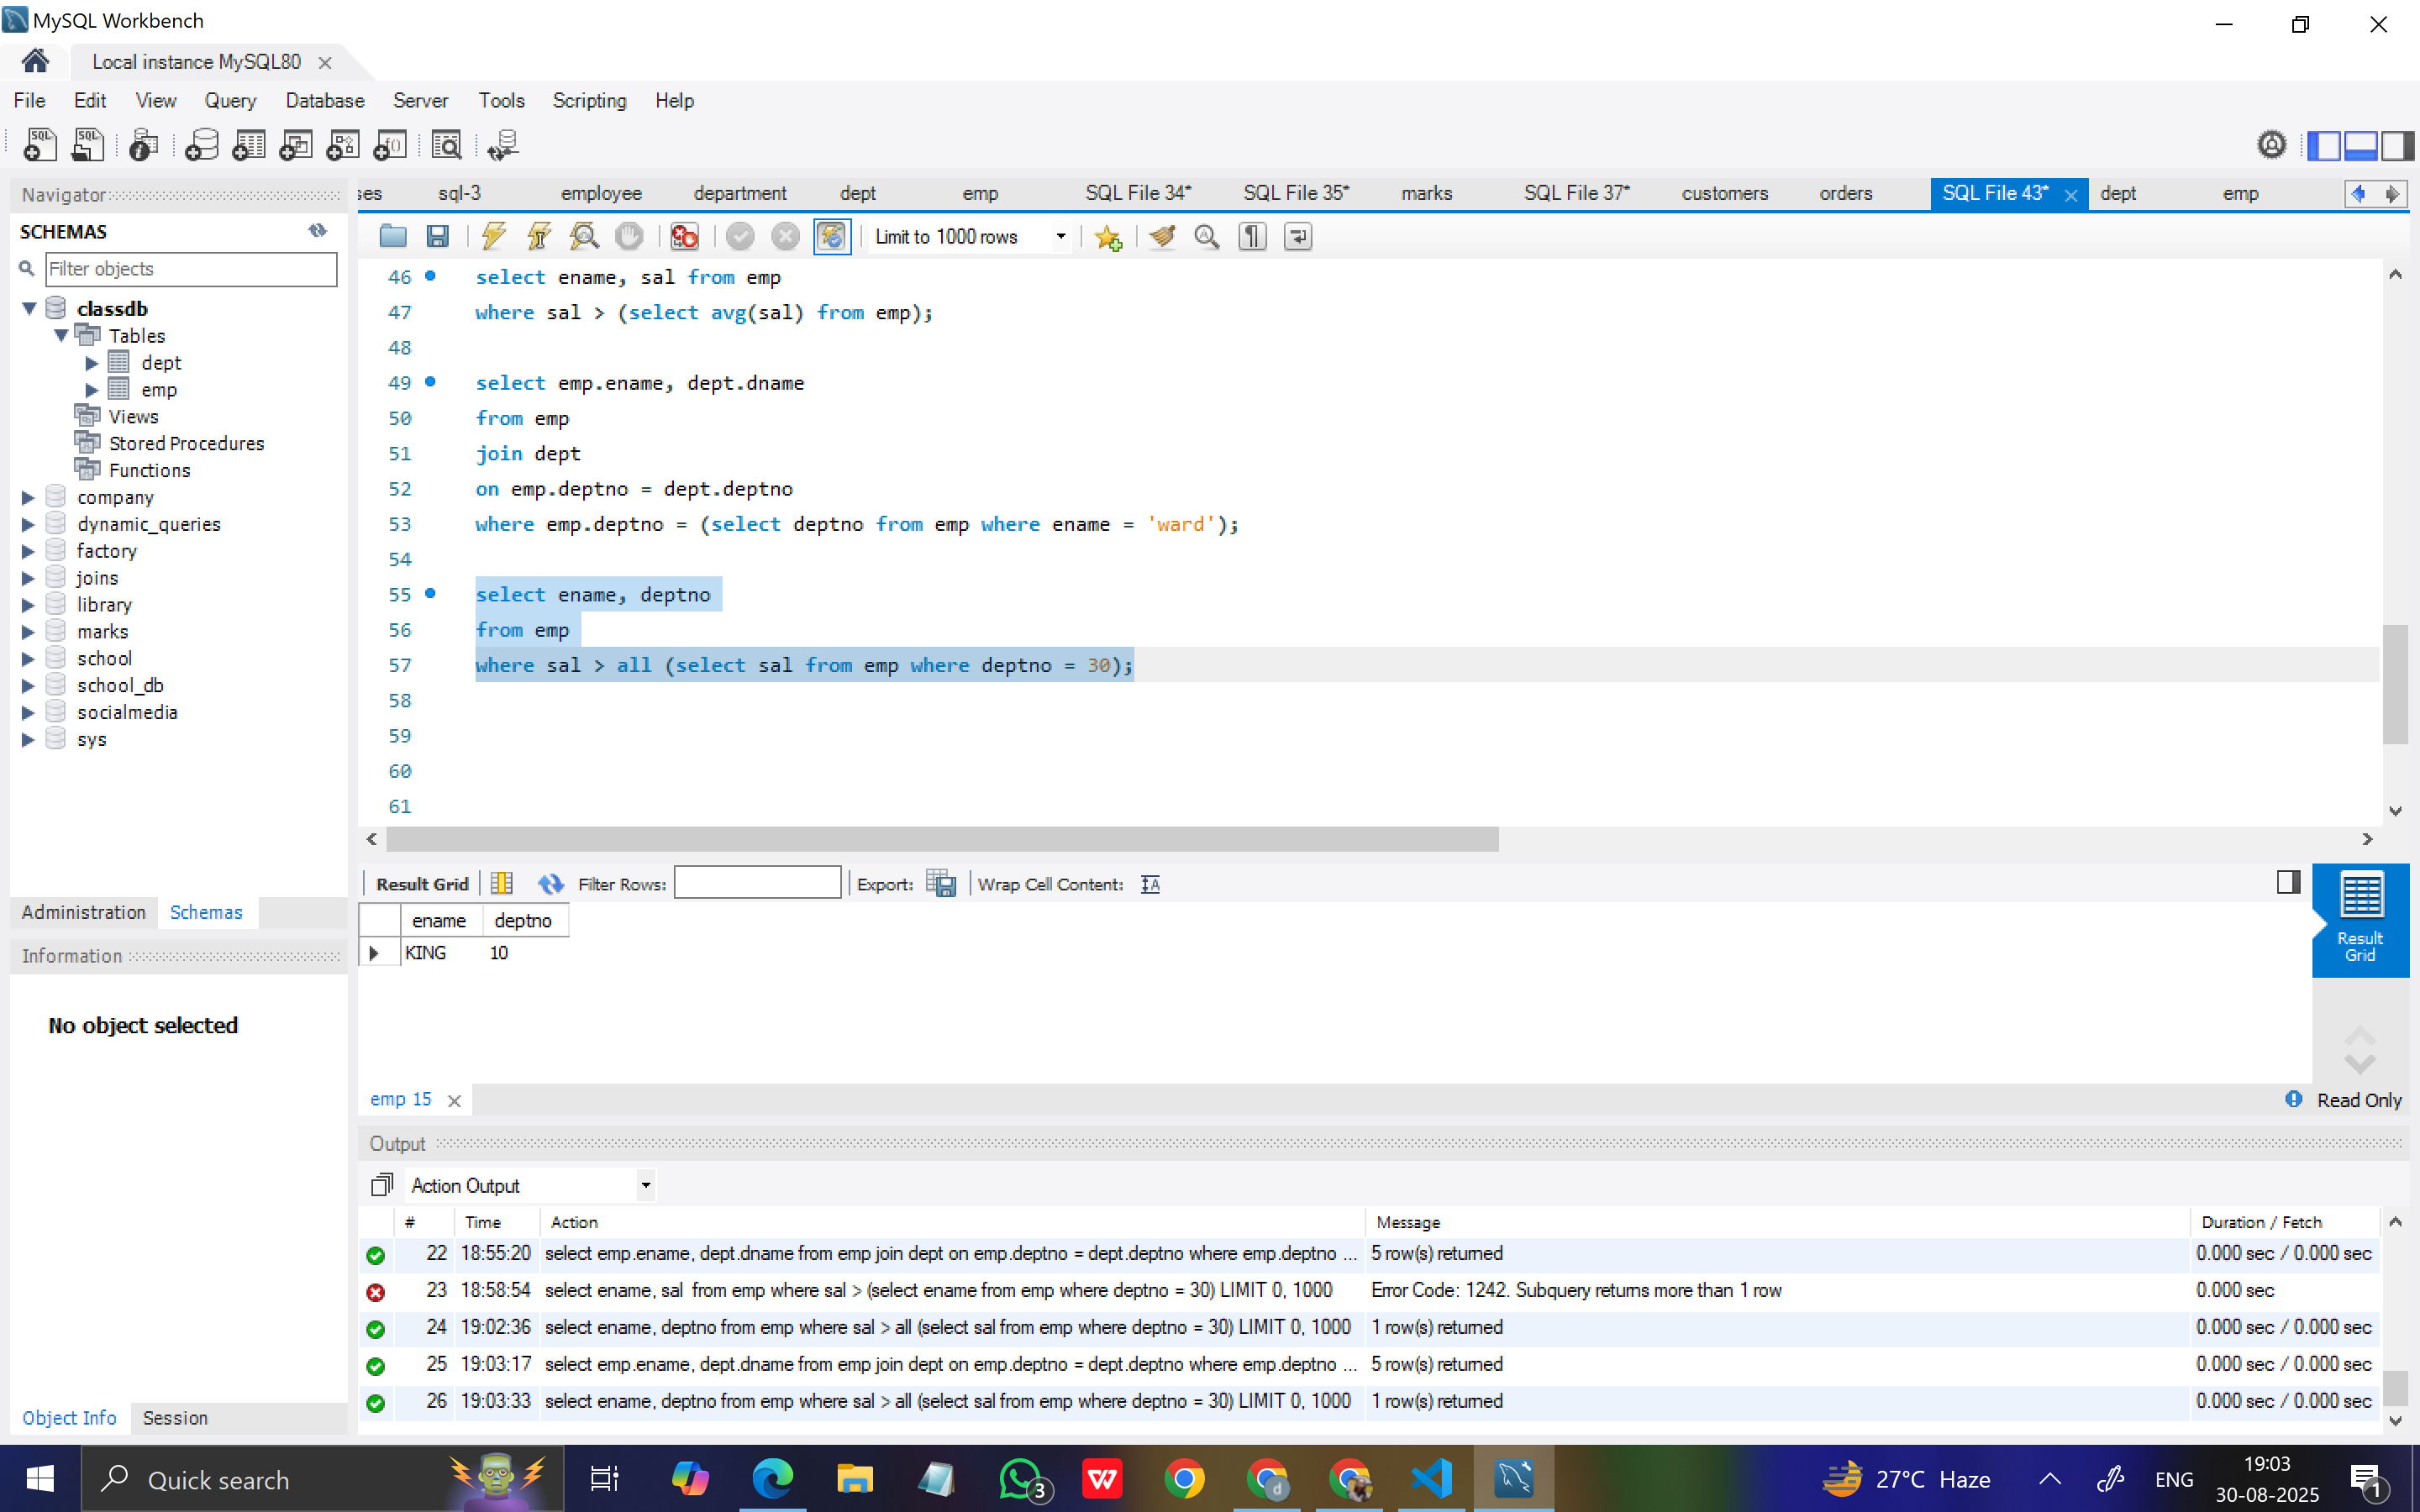 MySQL Workbench
Local instance MySQL80
File Edit View Query Database Server Tools Scripting Help
Navigator
SCHEMAS
Filter objects
classdb
Tables
dept
emp
Views
Stored Procedures
Functions
company
dynamic_queries
factory
joins
library
marks
school
school_db
socialmedia
sys
Administration Schemas
Information
No object selected
Object Info Session
ses sql-3 employee department dept emp SQL File 34* SQL File 35* marks SQL File 37* customers orders SQL File 43* dept emp
Limit to 1000 rows
46 select ename, sal from emp
47 where sal > (select avg(sal) from emp);
48
49 select emp.ename, dept.dname
50 from emp
51 join dept
52 on emp.deptno = dept.deptno
53 where emp.deptno = (select deptno from emp where ename = 'ward');
54
55 select ename, deptno
56 from emp
57 where sal > all (select sal from emp where deptno = 30);
58
59
60
61
Result Grid Filter Rows: Export: Wrap Cell Content:
ename deptno
KING 10
Result Grid
emp 15 Read Only
Output
Action Output
# Time Action Message Duration / Fetch
22 18:55:20 select emp.ename, dept.dname from emp join dept on emp.deptno = dept.deptno where emp.deptno ... 5 row(s) returned 0.000 sec / 0.000 sec
23 18:58:54 select ename, sal from emp where sal > (select ename from emp where deptno = 30) LIMIT 0, 1000 Error Code: 1242. Subquery returns more than 1 row 0.000 sec
24 19:02:36 select ename, deptno from emp where sal > all (select sal from emp where deptno = 30) LIMIT 0, 1000 1 row(s) returned 0.000 sec / 0.000 sec
25 19:03:17 select emp.ename, dept.dname from emp join dept on emp.deptno = dept.deptno where emp.deptno ... 5 row(s) returned 0.000 sec / 0.000 sec
26 19:03:33 select ename, deptno from emp where sal > all (select sal from emp where deptno = 30) LIMIT 0, 1000 1 row(s) returned 0.000 sec / 0.000 sec
Quick search 3 d 27°C Haze ENG 19:03
30-08-2025 1